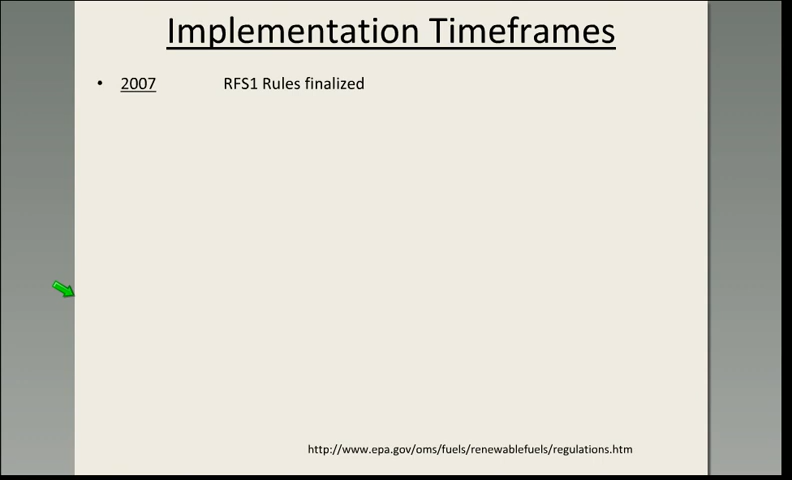 Implementation Timeframes
• 2007 RFS1 Rules finalized
http://www.epa.gov/oms/fuels/renewablefuels/regulations.htm